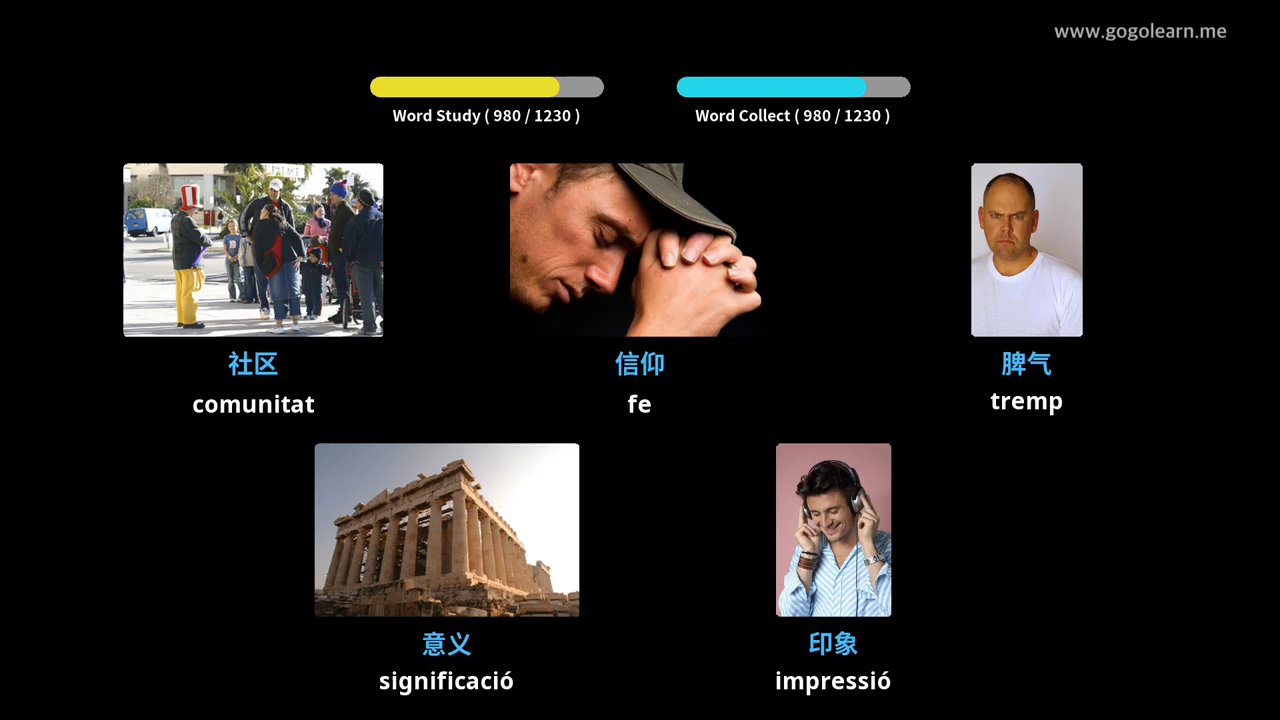 www.gogolearn.me
Word Study ( 980 / 1230 )
Word Collect ( 980 / 1230 )
社区
信仰
脾气
comunitat
fe
tremp
意义
印象
significació
impressió